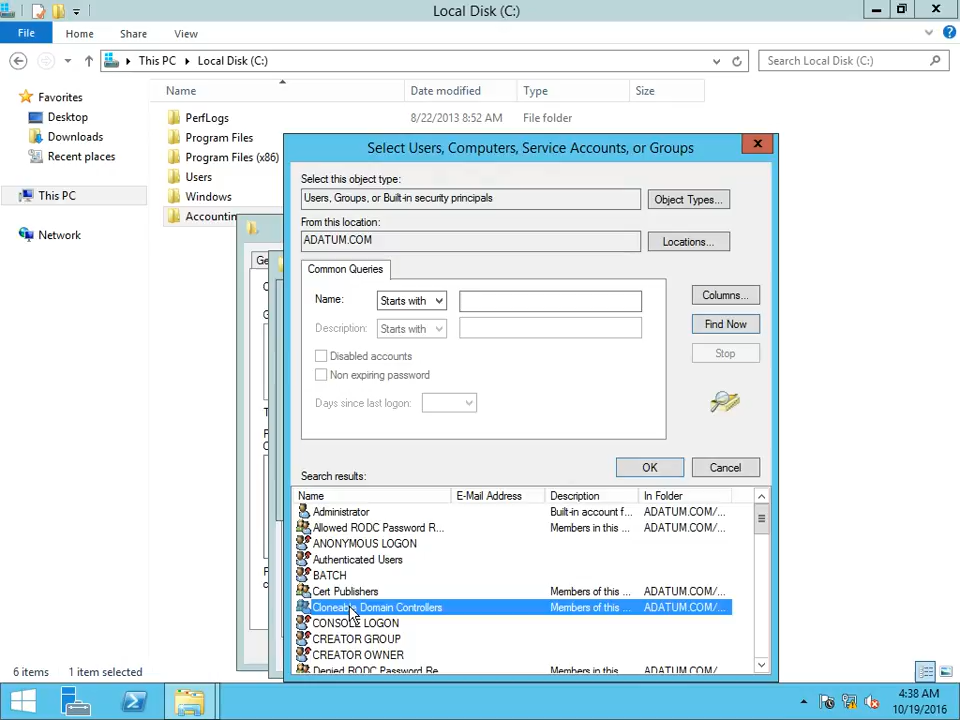 Local Disk (C:)
File Home Share View
This PC Local Disk (C:) Search Local Disk (C:)
Name Date modified Type Size
Favorites
Desktop
Downloads
Recent places
This PC
Network
PerfLogs 8/22/2013 8:52 AM File folder
Program Files
Program Files (x86)
Users
Windows
Accountin
Ge
Select Users, Computers, Service Accounts, or Groups
Select this object type:
Users, Groups, or Built-in security principals Object Types...
From this location:
ADATUM.COM Locations...
Common Queries
Name: Starts with
Description: Starts with
Disabled accounts
Non expiring password
Days since last logon:
Columns...
Find Now
Stop
OK Cancel
Search results:
Name E-Mail Address Description In Folder
Administrator Built-in account f... ADATUM.COM/...
Allowed RODC Password R... Members in this ... ADATUM.COM/...
ANONYMOUS LOGON
Authenticated Users
BATCH
Cert Publishers Members of this ... ADATUM.COM/...
Cloneable Domain Controllers Members of this ... ADATUM.COM/...
CONSOLE LOGON
CREATOR GROUP
CREATOR OWNER
Denied RODC Password Re... Members in this ... ADATUM.COM/...
6 items 1 item selected
4:38 AM
10/19/2016